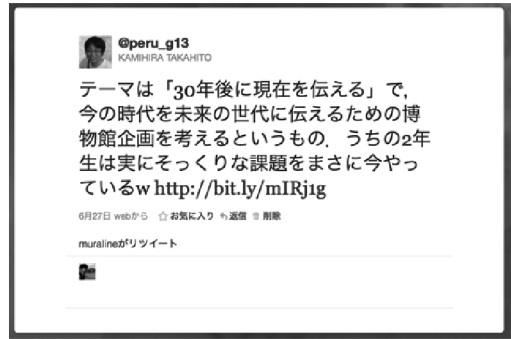 @peru_g13
KAMIHIRA TAKAHITO
テーマは「30年後に現在を伝える」で,
今の時代を未来の世代に伝えるための博
物館企画を考えるというもの．うちの2年
生は実にそっくりな課題をまさに今やっ
ているw http://bit.ly/mIRj1g
6月27日 webから ☆お気に入り 返信 削除
muralineがリツイート